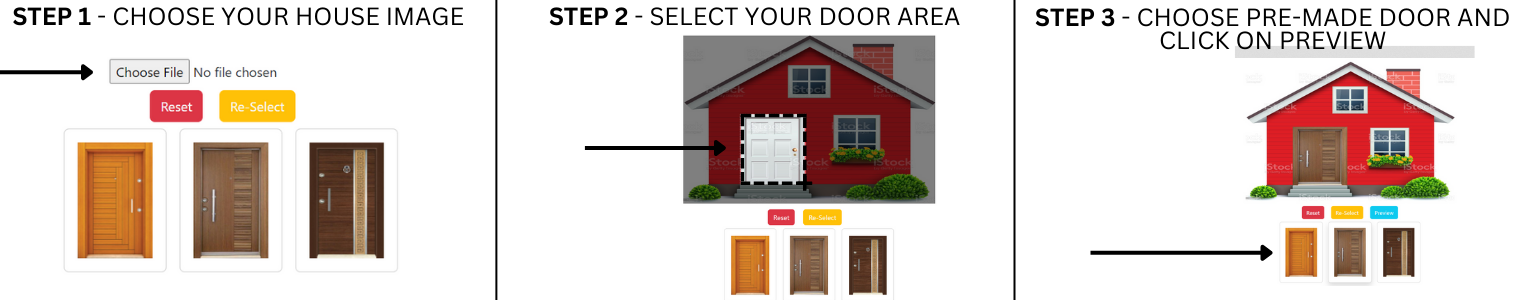 STEP 1 - CHOOSE YOUR HOUSE IMAGE
Choose File No file chosen
Reset Re-Select
STEP 2 - SELECT YOUR DOOR AREA
iStock
iStock
iStock
Reset Re-Select
STEP 3 - CHOOSE PRE-MADE DOOR AND
CLICK ON PREVIEW
Reset Re-Select Preview